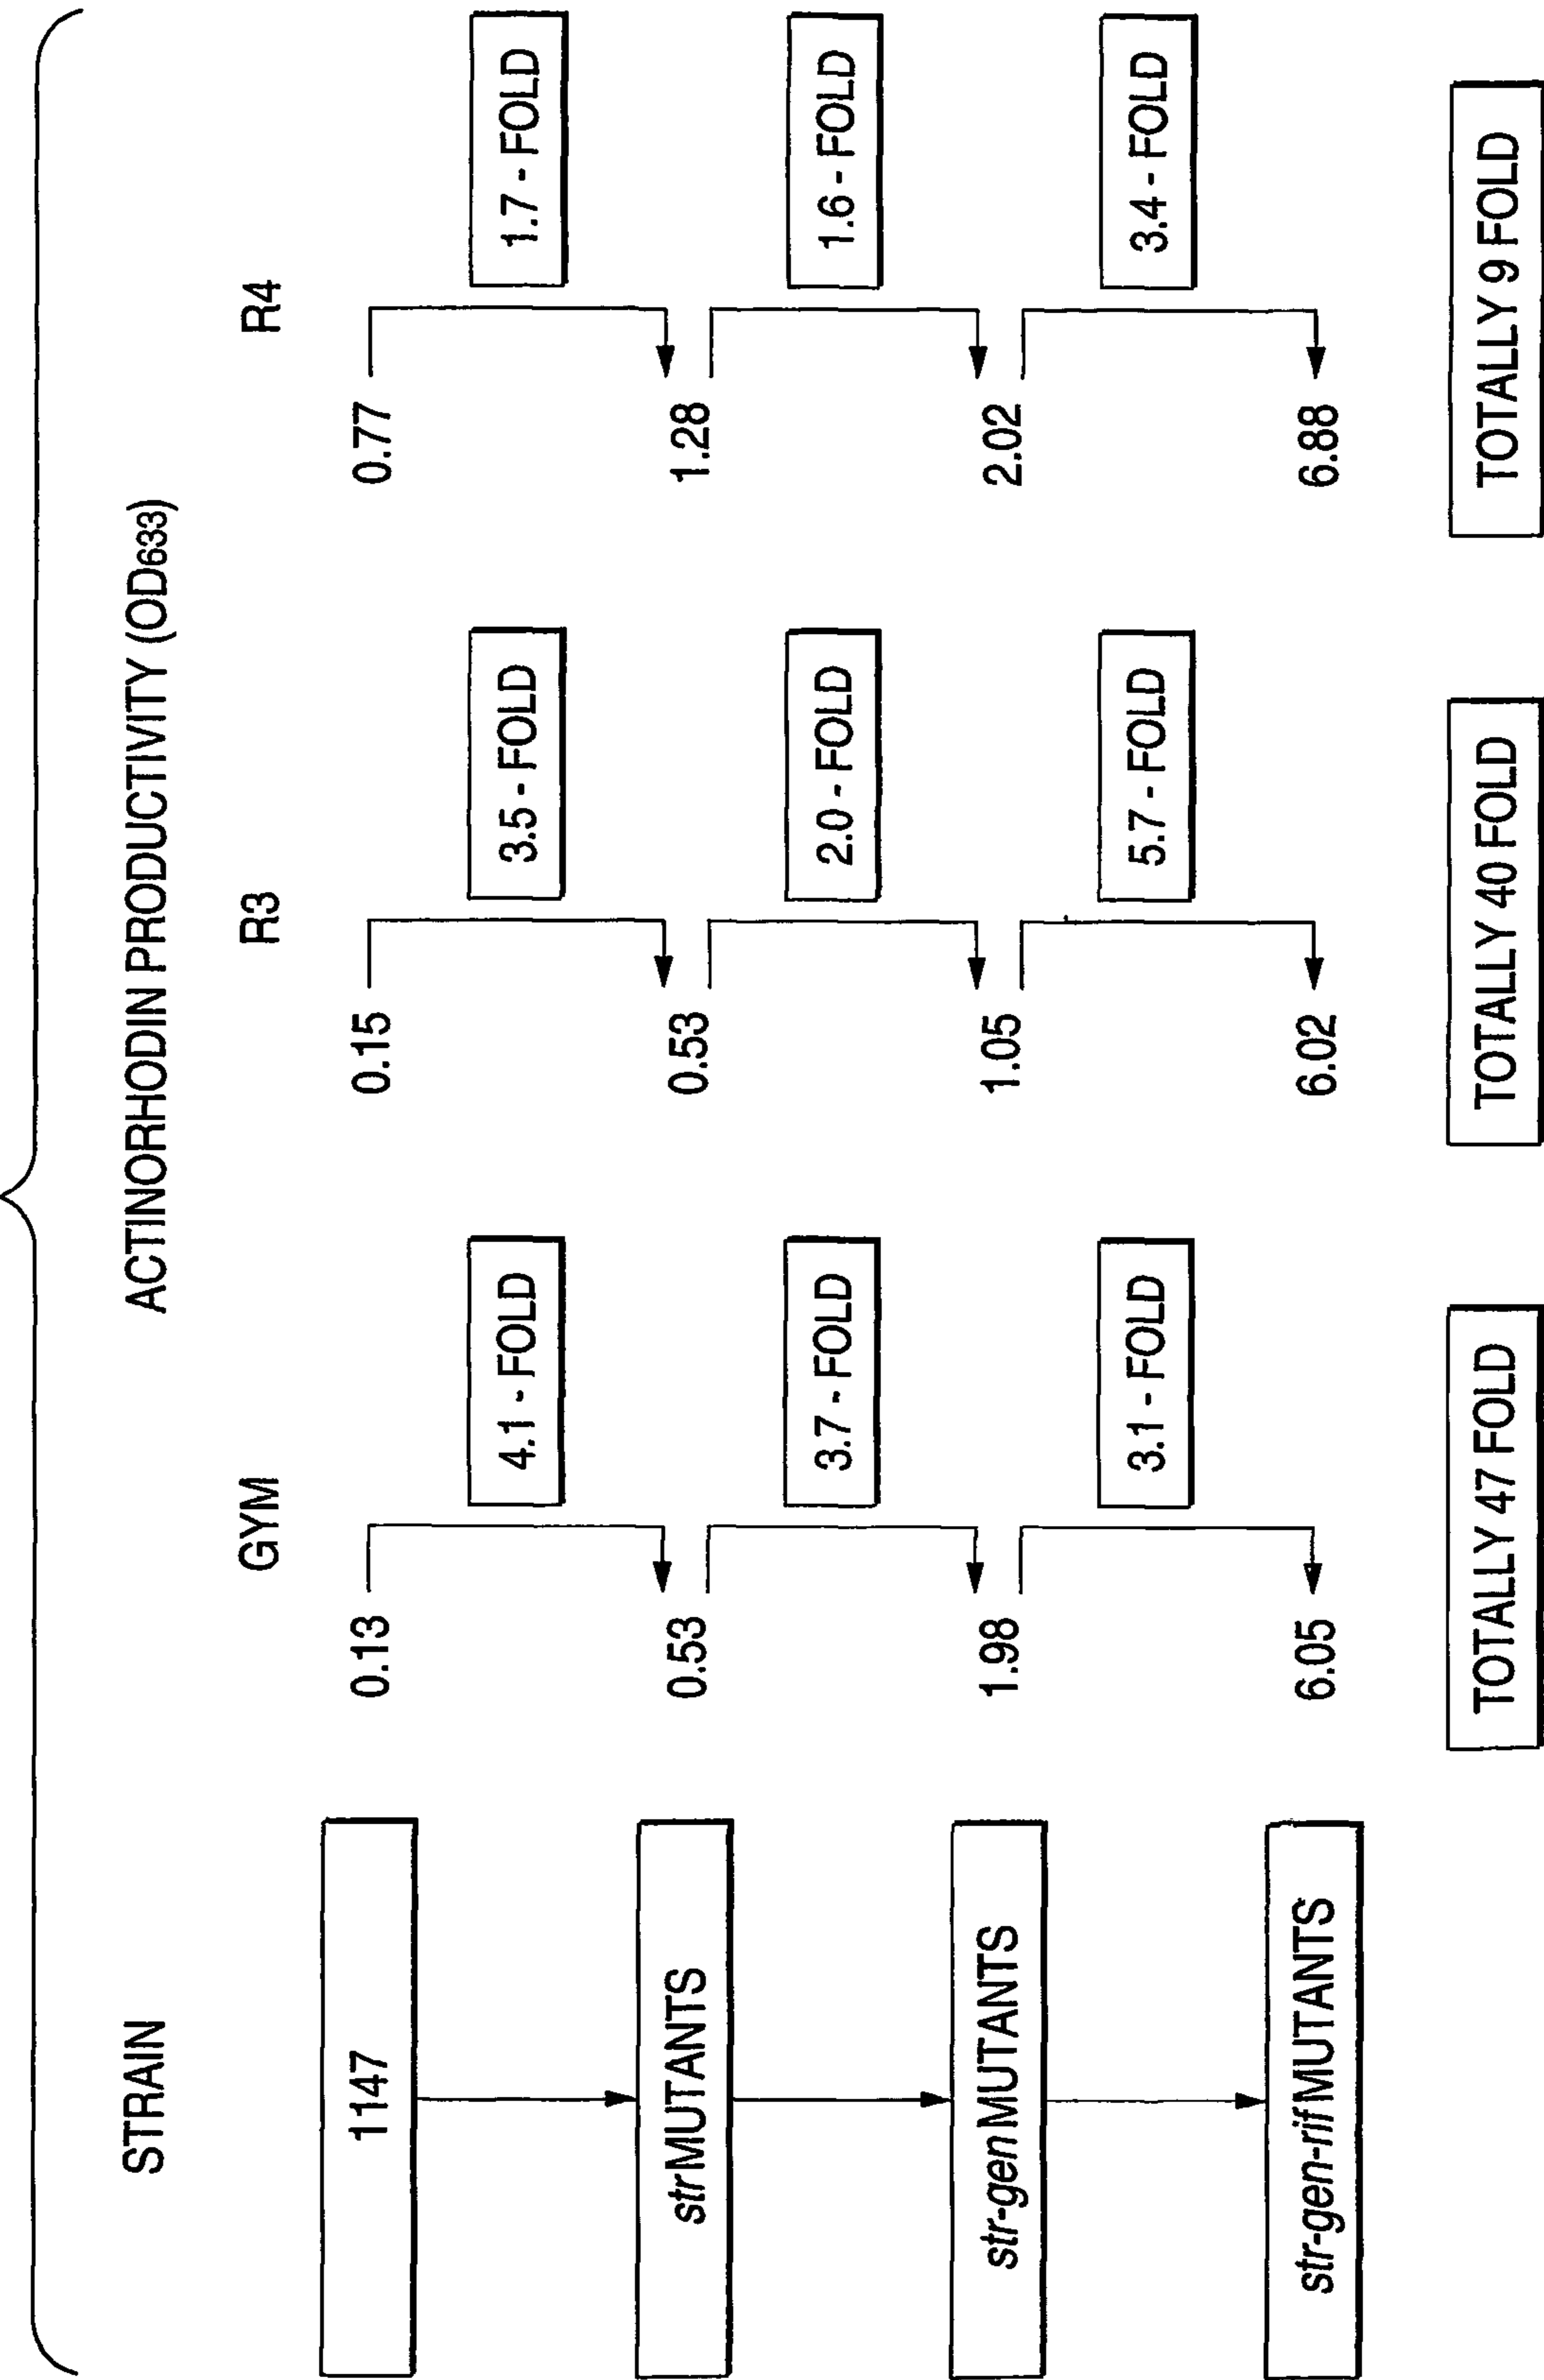 STRAIN
ACTINORHODIN PRODUCTIVITY (OD633)
GYM
R3
R4
1147
0.13
0.15
0.77
4.1 - FOLD
3.5 - FOLD
1.7 - FOLD
str MUTANTS
0.53
0.53
1.28
3.7 - FOLD
2.0 - FOLD
1.6 - FOLD
str-gen MUTANTS
1.98
1.05
2.02
3.1 - FOLD
5.7 - FOLD
3.4 - FOLD
str-gen-rif MUTANTS
6.05
6.02
6.88
TOTALLY 47 FOLD
TOTALLY 40 FOLD
TOTALLY 9 FOLD